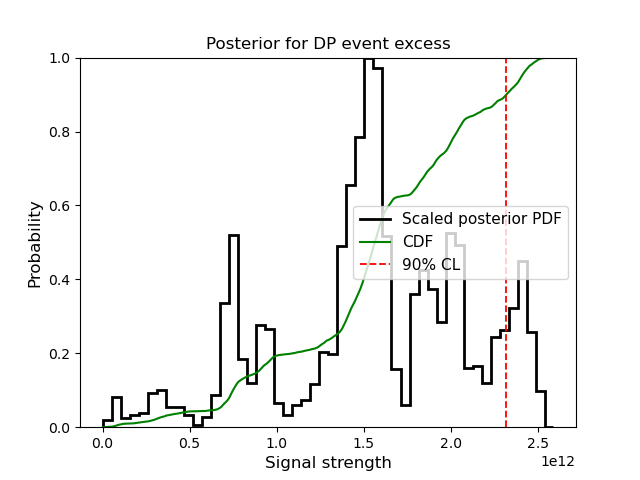 Posterior for DP event excess
1.0
0.8
0.6
0.4
0.2
0.0
Probability
Scaled posterior PDF
CDF
90% CL
0.0 0.5 1.0 1.5 2.0 2.5
1e12
Signal strength